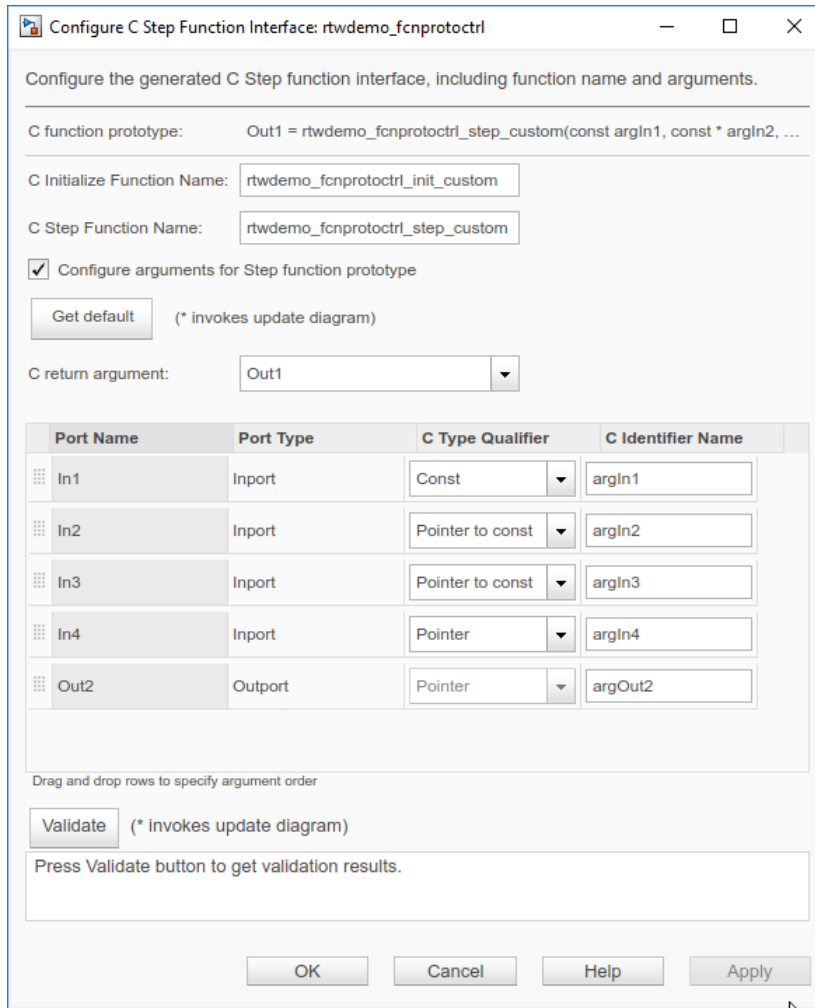 Configure C Step Function Interface: rtwdemo_fcnprotoctrl
Configure the generated C Step function interface, including function name and arguments.
C function prototype: Out1 = rtwdemo_fcnprotoctrl_step_custom(const argIn1, const * argIn2, ...
C Initialize Function Name: rtwdemo_fcnprotoctrl_init_custom
C Step Function Name: rtwdemo_fcnprotoctrl_step_custom
Configure arguments for Step function prototype
Get default (* invokes update diagram)
C return argument: Out1
Port Name Port Type C Type Qualifier C Identifier Name
In1 Inport Const argIn1
In2 Inport Pointer to const argIn2
In3 Inport Pointer to const argIn3
In4 Inport Pointer argIn4
Out2 Outport Pointer argOut2
Drag and drop rows to specify argument order
Validate (* invokes update diagram)
Press Validate button to get validation results.
OK Cancel Help Apply